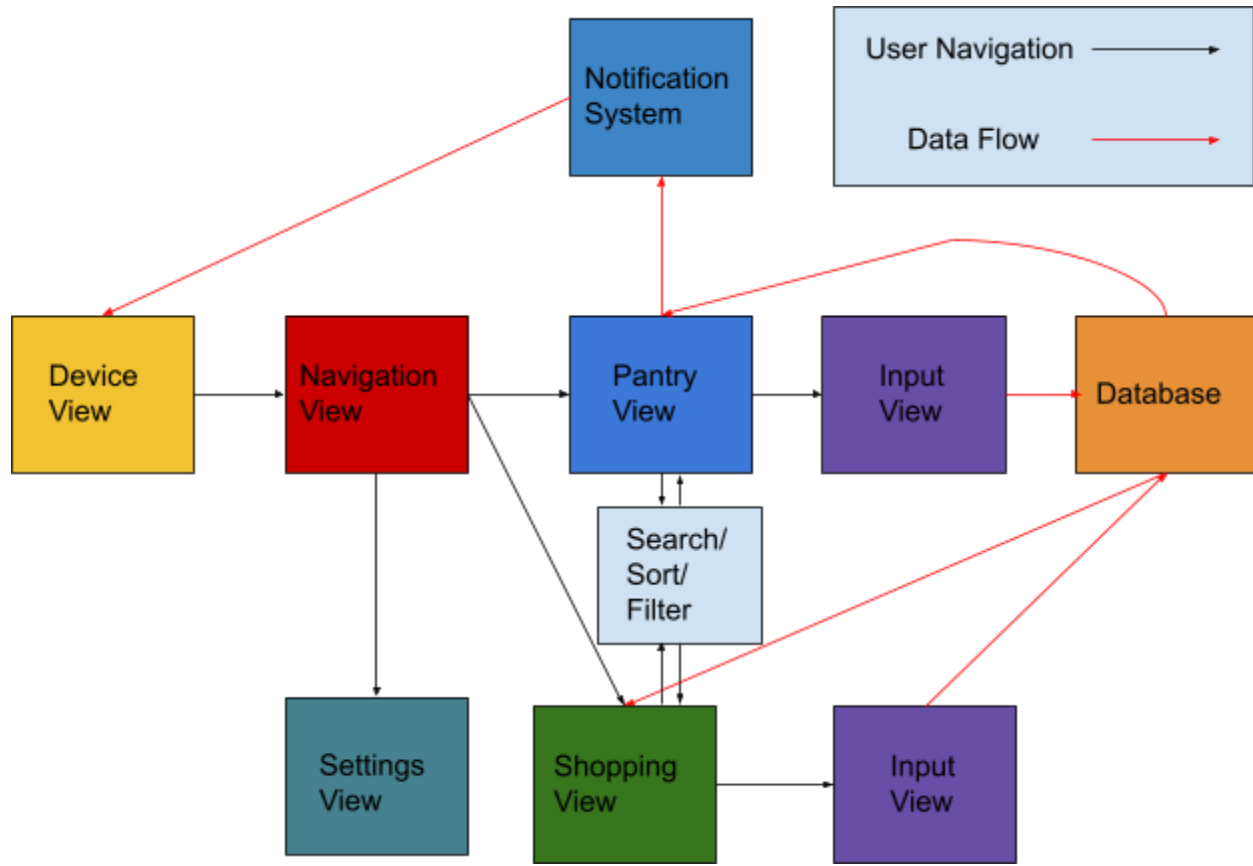 User Navigation
Data Flow
Notification
System
Device
View
Navigation
View
Pantry
View
Input
View
Database
Search/
Sort/
Filter
Settings
View
Shopping
View
Input
View